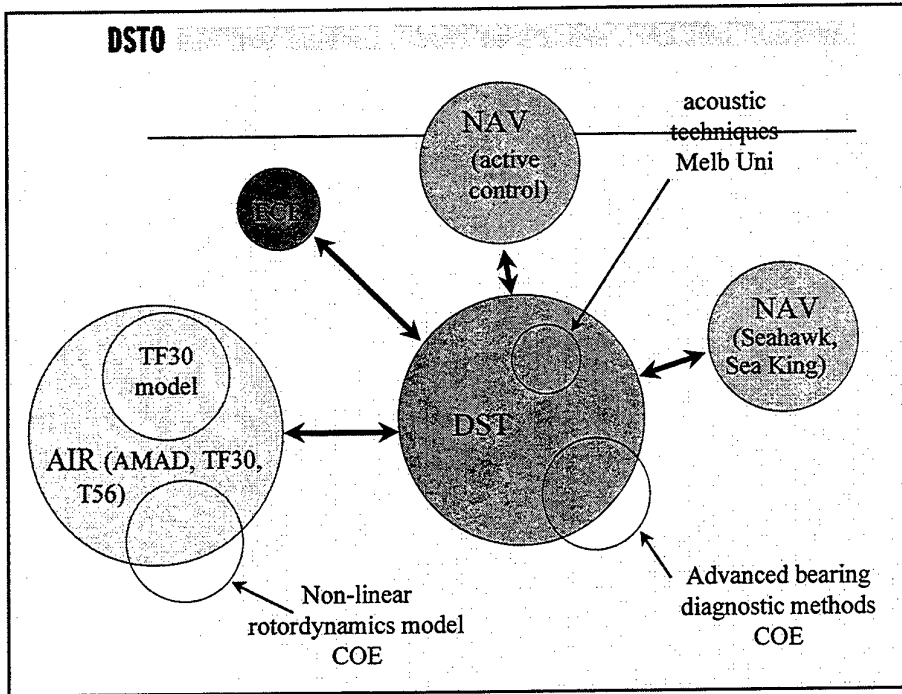 DSTO
NAV
(active
control)
acoustic
techniques
Melb Uni
NAV
(Seahawk,
Sea King)
TF30
model
DST
AIR (AMAD, TF30,
T56)
Non-linear
rotordynamics model
COE
Advanced bearing
diagnostic methods
COE